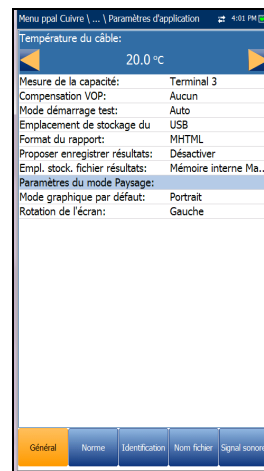 Menu ppal Cuivre \ ... \ Paramètres d'application 4:01 PM
Température du câble:
20.0 °C
Mesure de la capacité: Terminal 3
Compensation VOP: Aucun
Mode démarrage test: Auto
Emplacement de stockage du USB
Format du rapport: MHTML
Proposer enregistrer résultats: Désactiver
Empl. stock. fichier résultats: Mémoire interne Ma...
Paramètres du mode Paysage:
Mode graphique par défaut: Portrait
Rotation de l'écran: Gauche
Général Norme Identification Nom fichier Signal sonore